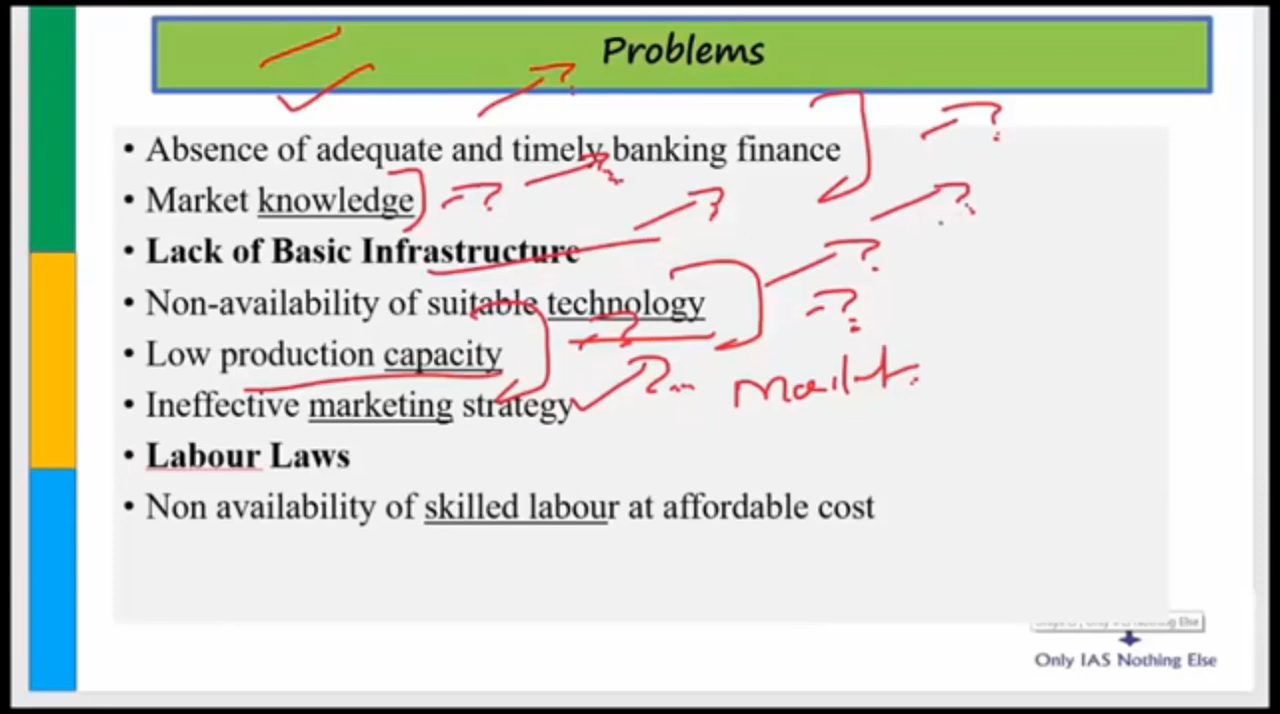 Problems
• Absence of adequate and timely banking finance
• Market knowledge
• Lack of Basic Infrastructure
• Non-availability of suitable technology
• Low production capacity
• Ineffective marketing strategy
• Labour Laws
• Non availability of skilled labour at affordable cost
Nothing Else
Only IAS Nothing Else